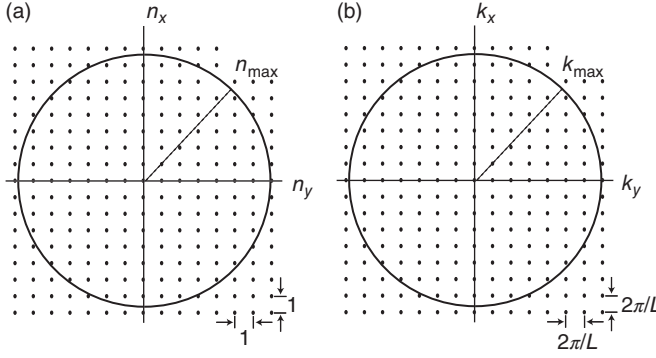 (a)
n_x
n_max
n_y
1
1
(b)
k_x
k_max
k_y
2π/L
2π/L